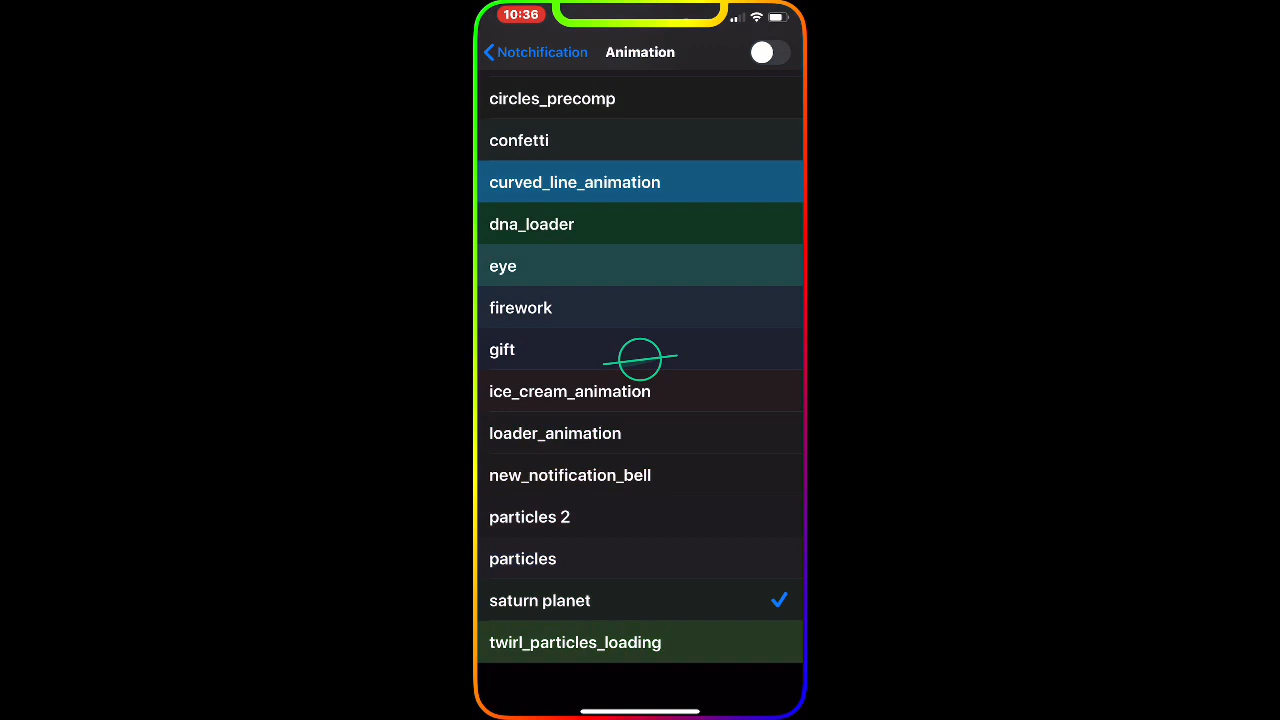 10:36
Notchification Animation
circles_precomp
confetti
curved_line_animation
dna_loader
eye
firework
gift
ice_cream_animation
loader_animation
new_notification_bell
particles 2
particles
saturn planet
twirl_particles_loading